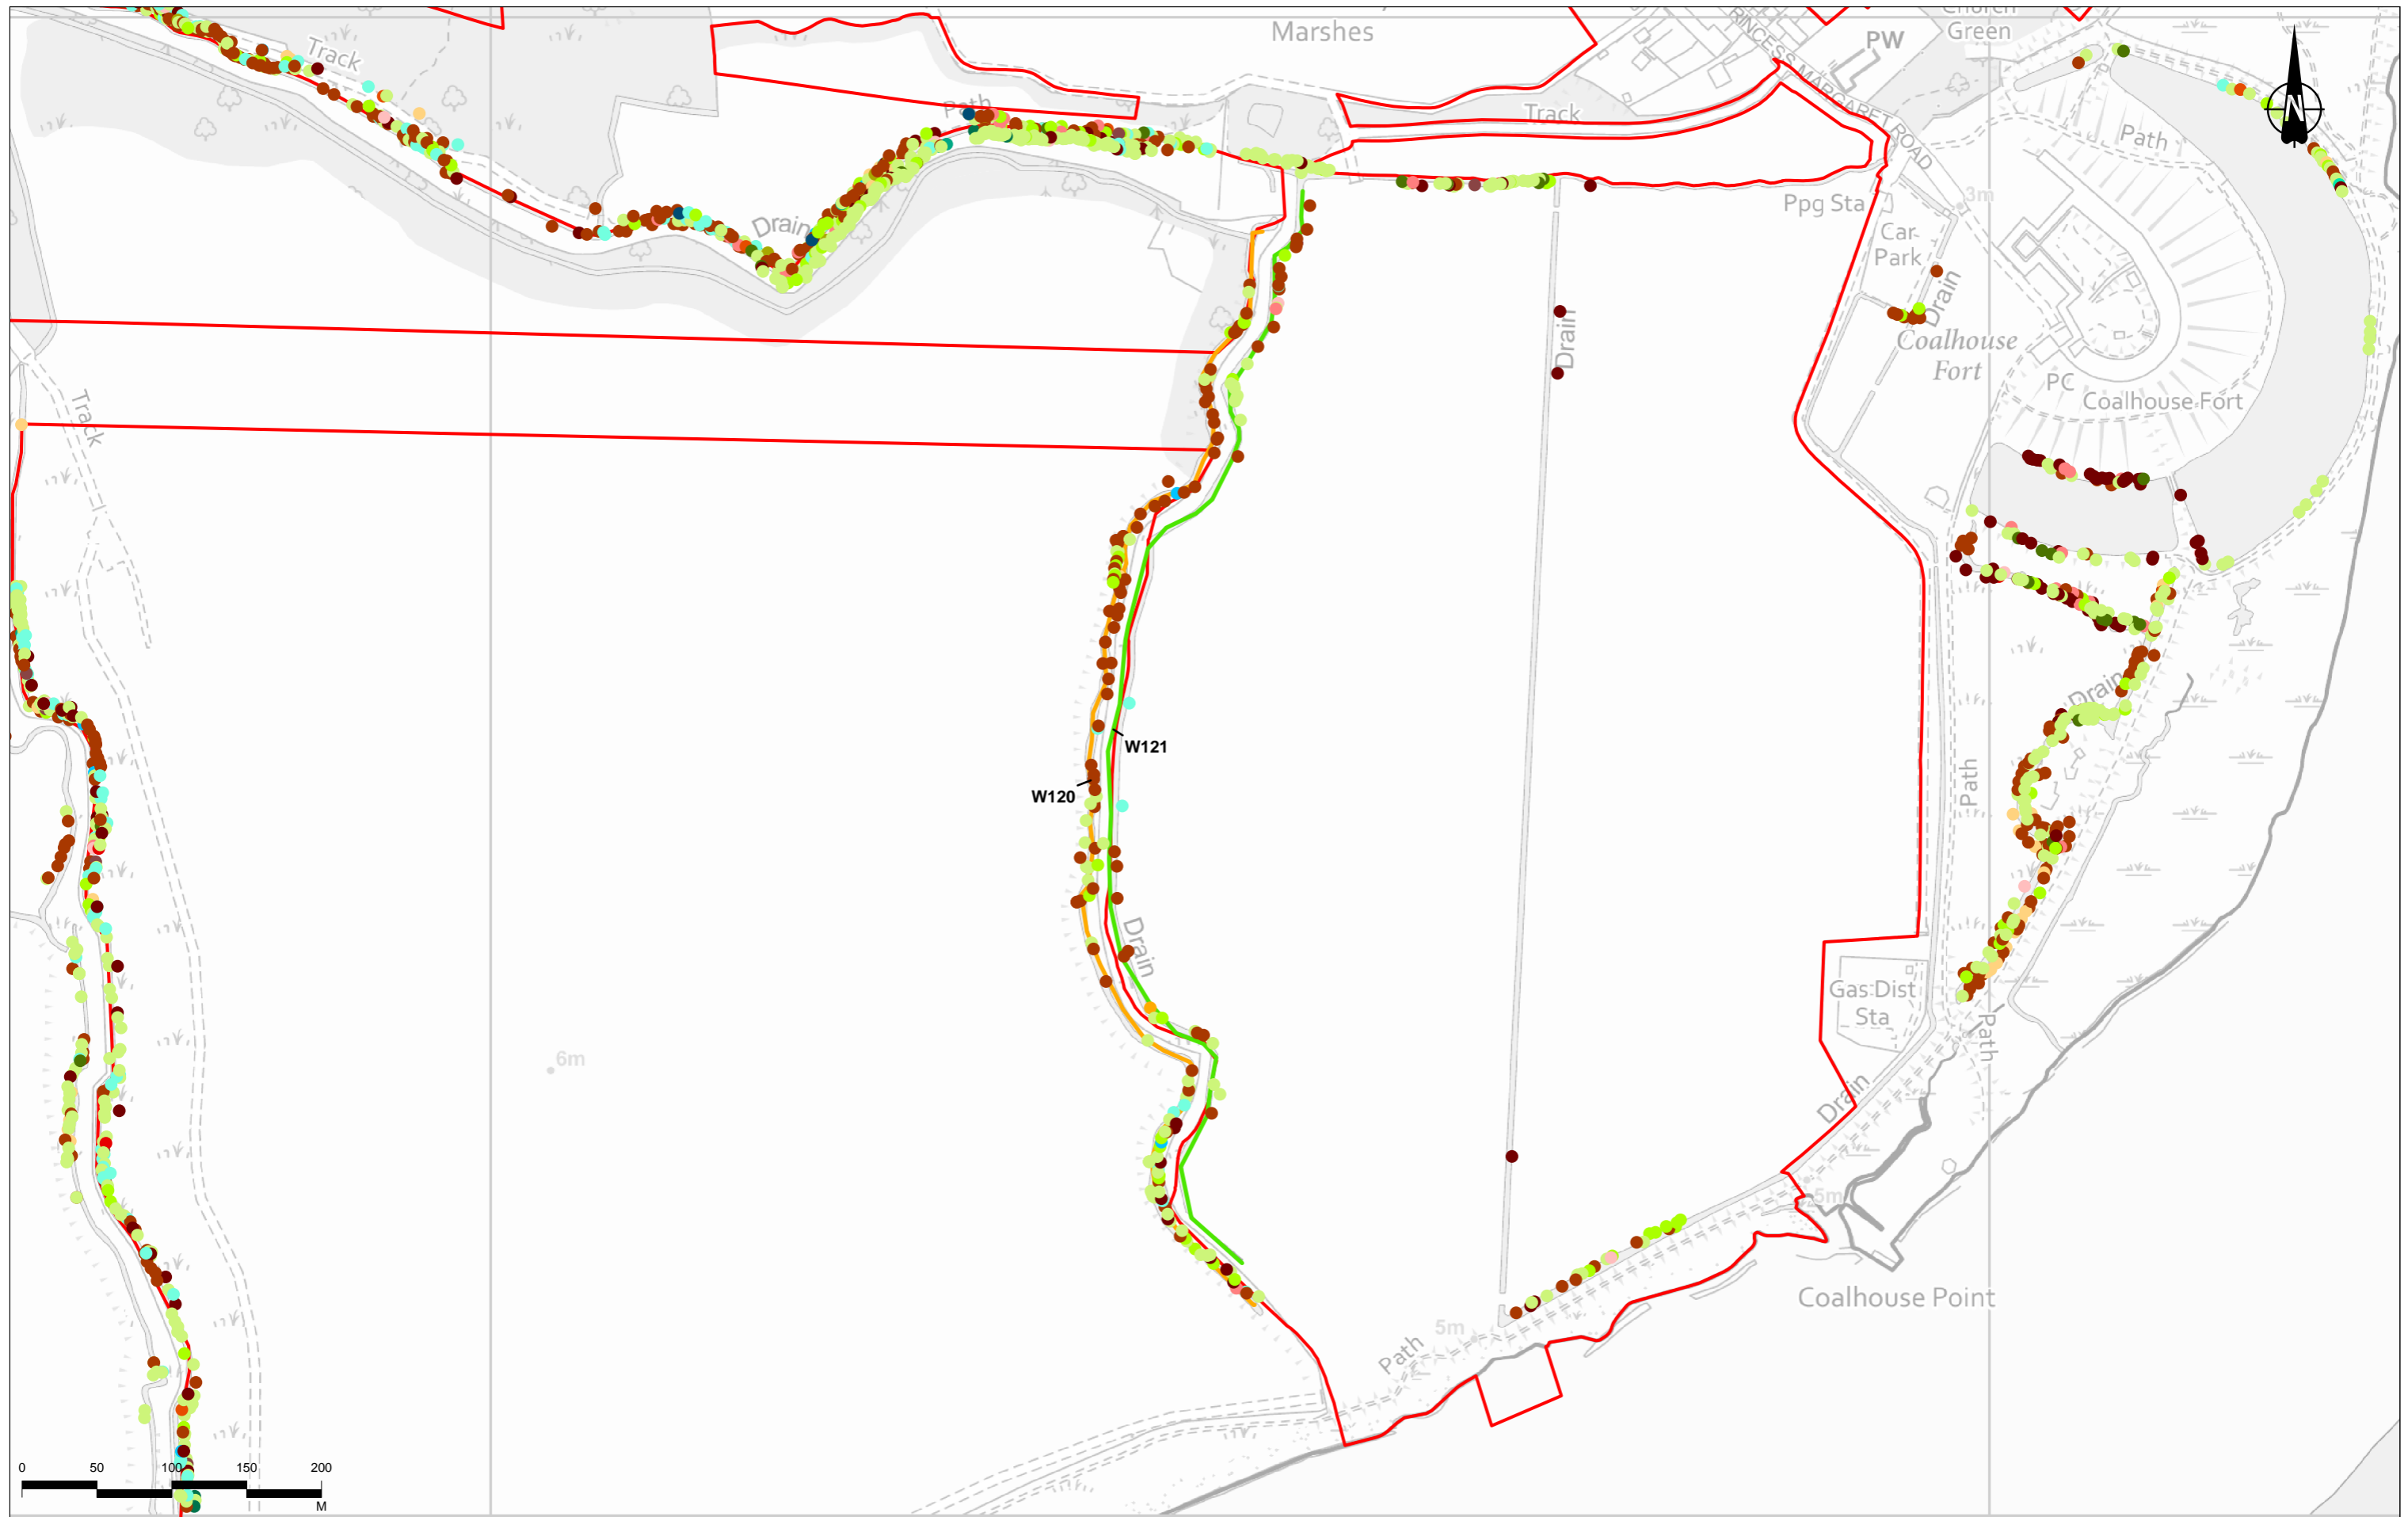 Marshes
Church
Green
PW
RINCESS MARGARET ROAD
Track
Path
Track
Path
Drain
Ppg Sta
3m
Car
Park
Drain
Drain
Coalhouse
Fort
PC
Coalhouse Fort
Track
Drain
W121
W120
Path
Drain
Gas Dist
Sta
Path
6m
Drain
5m
Coalhouse Point
5m
Path
0 50 100 150 200
M
N